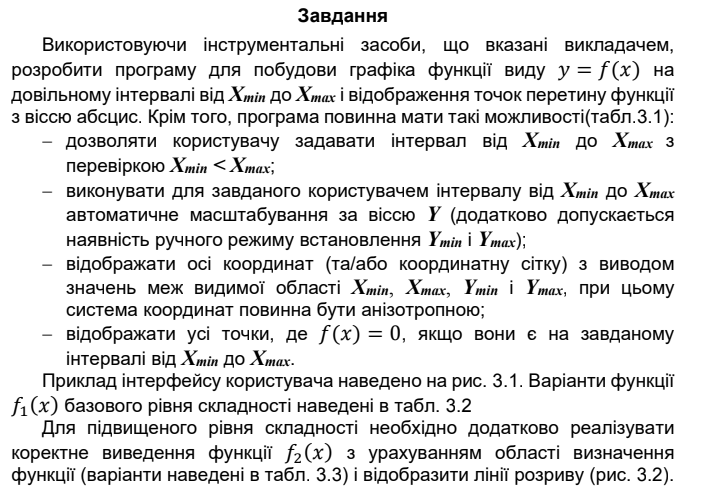 Завдання
Використовуючи інструментальні засоби, що вказані викладачем,
розробити програму для побудови графіка функції виду y = f(x) на
довільному інтервалі від Xmin до Xmax і відображення точок перетину функції
з віссю абсцис. Крім того, програма повинна мати такі можливості(табл.3.1):
− дозволяти користувачу задавати інтервал від Xmin до Xmax з
перевіркою Xmin < Xmax;
− виконувати для завданого користувачем інтервалу від Xmin до Xmax
автоматичне масштабування за віссю Y (додатково допускається
наявність ручного режиму встановлення Ymin і Ymax);
− відображати осі координат (та/або координатну сітку) з виводом
значень меж видимої області Xmin, Xmax, Ymin і Ymax, при цьому
система координат повинна бути анізотропною;
− відображати усі точки, де f(x) = 0, якщо вони є на завданому
інтервалі від Xmin до Xmax.
Приклад інтерфейсу користувача наведено на рис. 3.1. Варіанти функції
f₁(x) базового рівня складності наведені в табл. 3.2
Для підвищеного рівня складності необхідно додатково реалізувати
коректне виведення функції f₂(x) з урахуванням області визначення
функції (варіанти наведені в табл. 3.3) і відобразити лінії розриву (рис. 3.2).